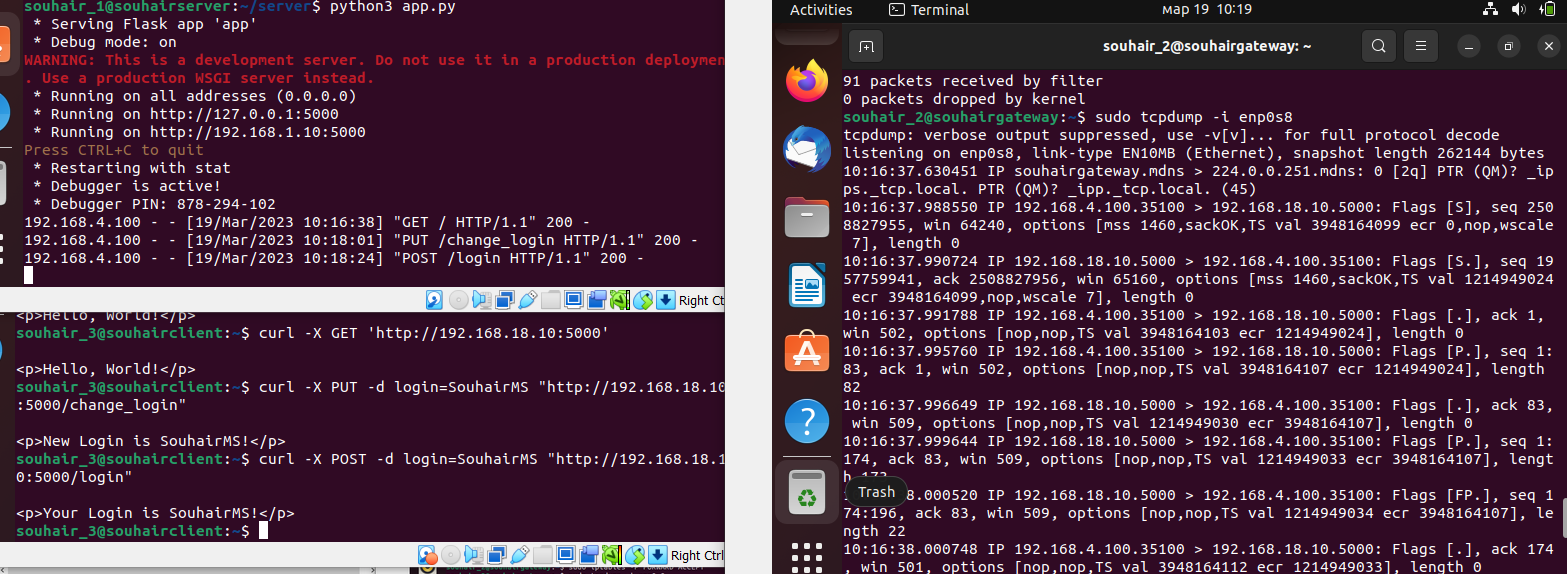 souhair_1@souhairserver:~/server$ python3 app.py
 * Serving Flask app 'app'
 * Debug mode: on
WARNING: This is a development server. Do not use it in a production deploymen
. Use a production WSGI server instead.
 * Running on all addresses (0.0.0.0)
 * Running on http://127.0.0.1:5000
 * Running on http://192.168.1.10:5000
Press CTRL+C to quit
 * Restarting with stat
 * Debugger is active!
 * Debugger PIN: 878-294-102
192.168.4.100 - - [19/Mar/2023 10:16:38] "GET / HTTP/1.1" 200 -
192.168.4.100 - - [19/Mar/2023 10:18:01] "PUT /change_login HTTP/1.1" 200 -
192.168.4.100 - - [19/Mar/2023 10:18:24] "POST /login HTTP/1.1" 200 -
Right Ct
<p>Hello, World!</p>
souhair_3@souhairclient:~$ curl -X GET 'http://192.168.18.10:5000'
<p>Hello, World!</p>
souhair_3@souhairclient:~$ curl -X PUT -d login=SouhairMS "http://192.168.18.10
:5000/change_login"
<p>New Login is SouhairMS!</p>
souhair_3@souhairclient:~$ curl -X POST -d login=SouhairMS "http://192.168.18.1
0:5000/login"
<p>Your Login is SouhairMS!</p>
souhair_3@souhairclient:~$
Right Ctrl
Activities Terminal мар 19 10:19
souhair_2@souhairgateway: ~
91 packets received by filter
0 packets dropped by kernel
souhair_2@souhairgateway:~$ sudo tcpdump -i enp0s8
tcpdump: verbose output suppressed, use -v[v]... for full protocol decode
listening on enp0s8, link-type EN10MB (Ethernet), snapshot length 262144 bytes
10:16:37.630451 IP souhairgateway.mdns > 224.0.0.251.mdns: 0 [2q] PTR (QM)? _ip
ps._tcp.local. PTR (QM)? _ipp._tcp.local. (45)
10:16:37.988550 IP 192.168.4.100.35100 > 192.168.18.10.5000: Flags [S], seq 250
8827955, win 64240, options [mss 1460,sackOK,TS val 3948164099 ecr 0,nop,wscale
 7], length 0
10:16:37.990724 IP 192.168.18.10.5000 > 192.168.4.100.35100: Flags [S.], seq 19
57759941, ack 2508827956, win 65160, options [mss 1460,sackOK,TS val 1214949024
 ecr 3948164099,nop,wscale 7], length 0
10:16:37.991788 IP 192.168.4.100.35100 > 192.168.18.10.5000: Flags [.], ack 1,
win 502, options [nop,nop,TS val 3948164103 ecr 1214949024], length 0
10:16:37.995760 IP 192.168.4.100.35100 > 192.168.18.10.5000: Flags [P.], seq 1:
83, ack 1, win 502, options [nop,nop,TS val 3948164107 ecr 1214949024], length
82
10:16:37.996649 IP 192.168.18.10.5000 > 192.168.4.100.35100: Flags [.], ack 83,
 win 509, options [nop,nop,TS val 1214949030 ecr 3948164107], length 0
10:16:37.999644 IP 192.168.18.10.5000 > 192.168.4.100.35100: Flags [P.], seq 1:
174, ack 83, win 509, options [nop,nop,TS val 1214949033 ecr 3948164107], lengt
h 173
Trash
8.000520 IP 192.168.18.10.5000 > 192.168.4.100.35100: Flags [FP.], seq 1
74:196, ack 83, win 509, options [nop,nop,TS val 1214949034 ecr 3948164107], le
ngth 22
10:16:38.000748 IP 192.168.4.100.35100 > 192.168.18.10.5000: Flags [.], ack 174
, win 501, options [nop,nop,TS val 3948164112 ecr 1214949033], length 0